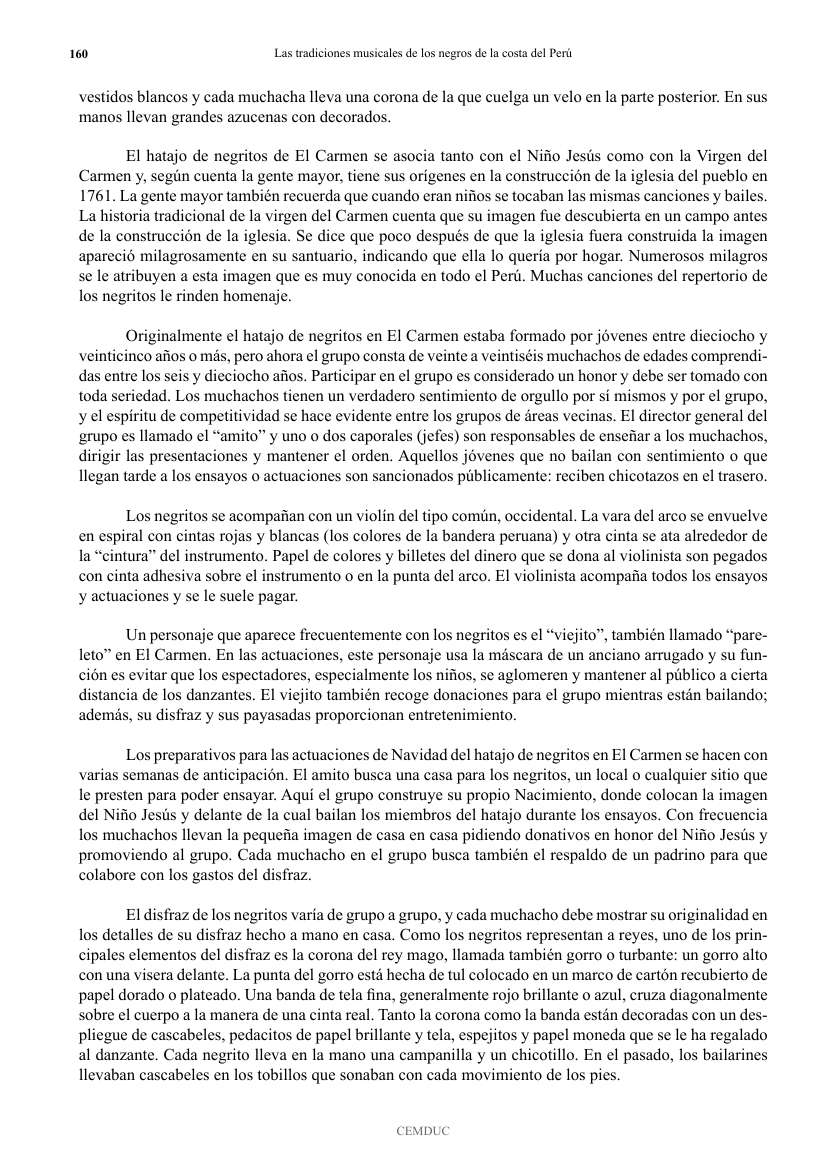 160
Las tradiciones musicales de los negros de la costa del Perú
vestidos blancos y cada muchacha lleva una corona de la que cuelga un velo en la parte posterior. En sus
manos llevan grandes azucenas con decorados.
El hatajo de negritos de El Carmen se asocia tanto con el Niño Jesús como con la Virgen del
Carmen y, según cuenta la gente mayor, tiene sus orígenes en la construcción de la iglesia del pueblo en
1761. La gente mayor también recuerda que cuando eran niños se tocaban las mismas canciones y bailes.
La historia tradicional de la virgen del Carmen cuenta que su imagen fue descubierta en un campo antes
de la construcción de la iglesia. Se dice que poco después de que la iglesia fuera construida la imagen
apareció milagrosamente en su santuario, indicando que ella lo quería por hogar. Numerosos milagros
se le atribuyen a esta imagen que es muy conocida en todo el Perú. Muchas canciones del repertorio de
los negritos le rinden homenaje.
Originalmente el hatajo de negritos en El Carmen estaba formado por jóvenes entre dieciocho y
veinticinco años o más, pero ahora el grupo consta de veinte a veintiséis muchachos de edades comprendi-
das entre los seis y dieciocho años. Participar en el grupo es considerado un honor y debe ser tomado con
toda seriedad. Los muchachos tienen un verdadero sentimiento de orgullo por sí mismos y por el grupo,
y el espíritu de competitividad se hace evidente entre los grupos de áreas vecinas. El director general del
grupo es llamado el “amito” y uno o dos caporales (jefes) son responsables de enseñar a los muchachos,
dirigir las presentaciones y mantener el orden. Aquellos jóvenes que no bailan con sentimiento o que
llegan tarde a los ensayos o actuaciones son sancionados públicamente: reciben chicotazos en el trasero.
Los negritos se acompañan con un violín del tipo común, occidental. La vara del arco se envuelve
en espiral con cintas rojas y blancas (los colores de la bandera peruana) y otra cinta se ata alrededor de
la “cintura” del instrumento. Papel de colores y billetes del dinero que se dona al violinista son pegados
con cinta adhesiva sobre el instrumento o en la punta del arco. El violinista acompaña todos los ensayos
y actuaciones y se le suele pagar.
Un personaje que aparece frecuentemente con los negritos es el “viejito”, también llamado “pare-
leto” en El Carmen. En las actuaciones, este personaje usa la máscara de un anciano arrugado y su fun-
ción es evitar que los espectadores, especialmente los niños, se aglomeren y mantener al público a cierta
distancia de los danzantes. El viejito también recoge donaciones para el grupo mientras están bailando;
además, su disfraz y sus payasadas proporcionan entretenimiento.
Los preparativos para las actuaciones de Navidad del hatajo de negritos en El Carmen se hacen con
varias semanas de anticipación. El amito busca una casa para los negritos, un local o cualquier sitio que
le presten para poder ensayar. Aquí el grupo construye su propio Nacimiento, donde colocan la imagen
del Niño Jesús y delante de la cual bailan los miembros del hatajo durante los ensayos. Con frecuencia
los muchachos llevan la pequeña imagen de casa en casa pidiendo donativos en honor del Niño Jesús y
promoviendo al grupo. Cada muchacho en el grupo busca también el respaldo de un padrino para que
colabore con los gastos del disfraz.
El disfraz de los negritos varía de grupo a grupo, y cada muchacho debe mostrar su originalidad en
los detalles de su disfraz hecho a mano en casa. Como los negritos representan a reyes, uno de los prin-
cipales elementos del disfraz es la corona del rey mago, llamada también gorro o turbante: un gorro alto
con una visera delante. La punta del gorro está hecha de tul colocado en un marco de cartón recubierto de
papel dorado o plateado. Una banda de tela fina, generalmente rojo brillante o azul, cruza diagonalmente
sobre el cuerpo a la manera de una cinta real. Tanto la corona como la banda están decoradas con un des-
pliegue de cascabeles, pedacitos de papel brillante y tela, espejitos y papel moneda que se le ha regalado
al danzante. Cada negrito lleva en la mano una campanilla y un chicotillo. En el pasado, los bailarines
llevaban cascabeles en los tobillos que sonaban con cada movimiento de los pies.
CEMDUC